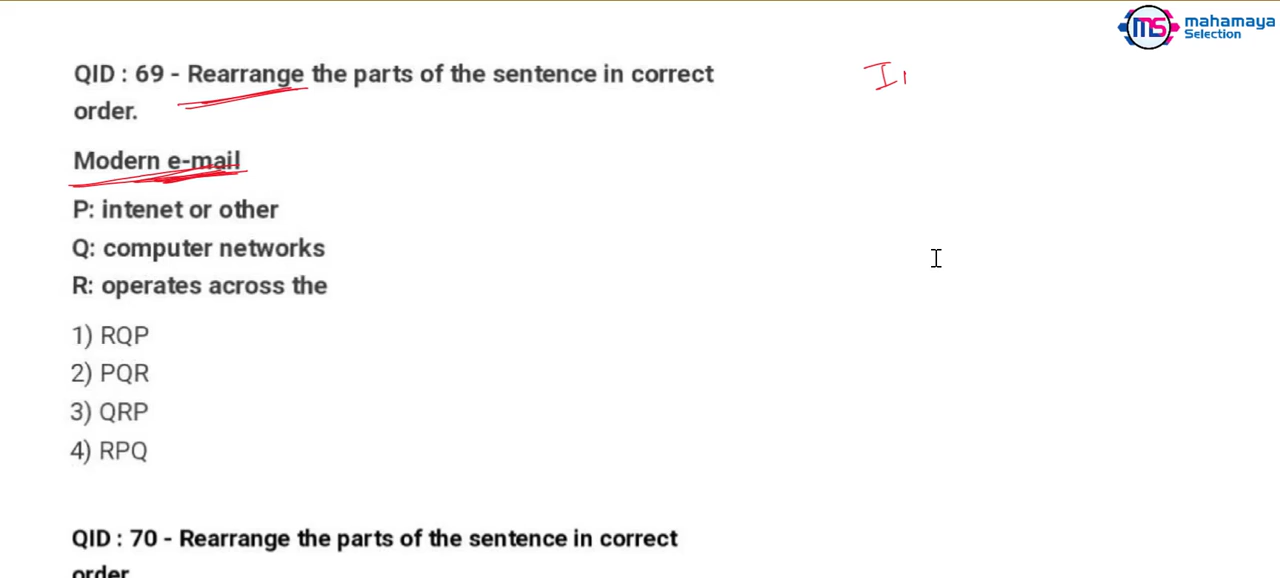 mahamaya
Selection
MS
QID : 69 - Rearrange the parts of the sentence in correct
order.
Modern e-mail
P: intenet or other
Q: computer networks
R: operates across the
1) RQP
2) PQR
3) QRP
4) RPQ
QID : 70 - Rearrange the parts of the sentence in correct
order